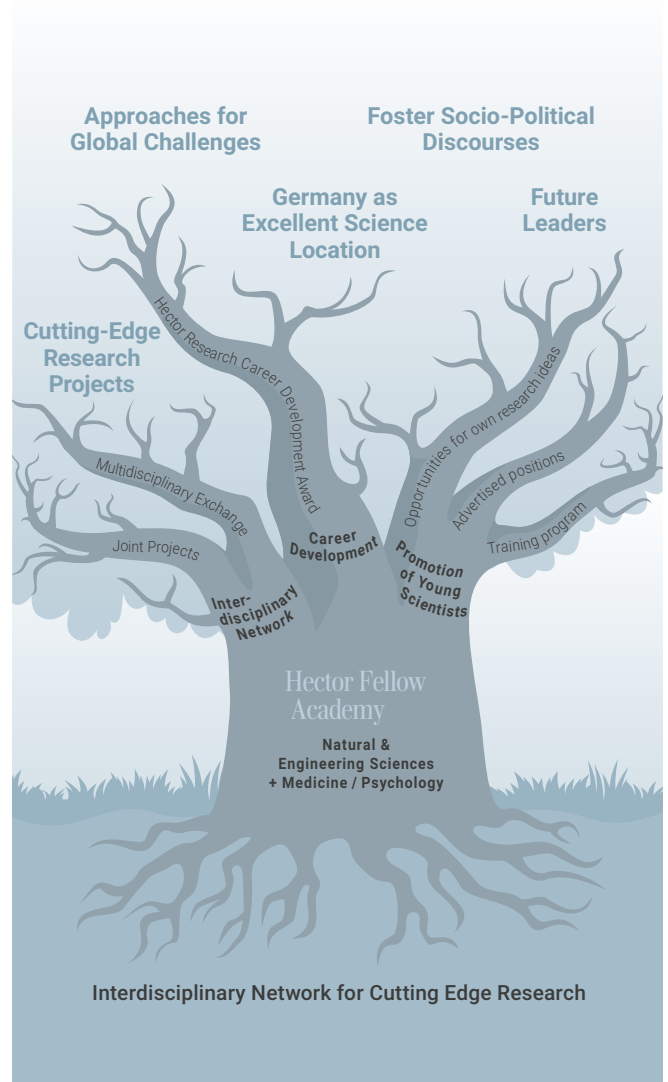 Approaches for
Global Challenges
Foster Socio-Political
Discourses
Germany as
Excellent Science
Location
Future
Leaders
Cutting-Edge
Research
Projects
Hector Research Career Development Award
Multidisciplinary Exchange
Joint Projects
Opportunities for own research ideas
Advertised positions
Training program
Inter-
disciplinary
Network
Career
Development
Promotion
of Young
Scientists
Hector Fellow
Academy
Natural &
Engineering Sciences
+ Medicine / Psychology
Interdisciplinary Network for Cutting Edge Research